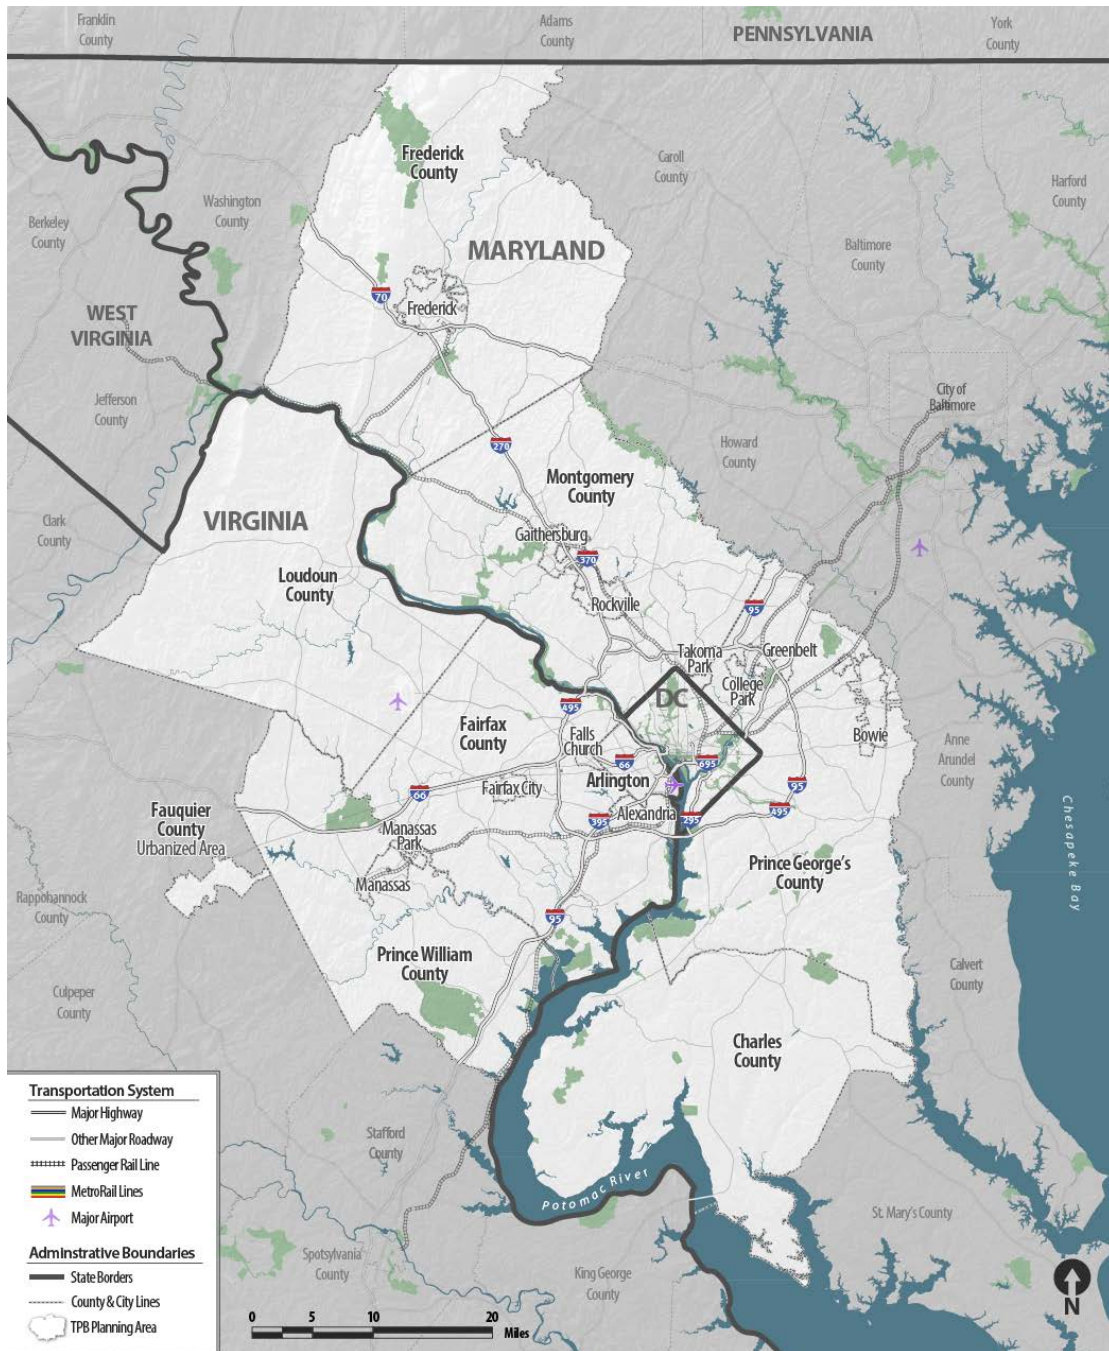 Franklin
County
Adams
County
PENNSYLVANIA
York
County
Frederick
County
Caroll
County
Harford
County
Washington
County
Berkeley
County
MARYLAND
Baltimore
County
70
Frederick
WEST
VIRGINIA
Jefferson
County
City of
Baltimore
270
Howard
County
Montgomery
County
VIRGINIA
Clark
County
Gaithersburg
370
Loudoun
County
Rockville
95
Takoma
Park
Greenbelt
College
Park
DC
495
Fairfax
County
Falls
Church
Bowie
Anne
Arundel
County
66
695
Arlington
95
66
Fairfax City
495
Fauquier
County
Urbanized Area
395
Alexandria
295
Manassas
Park
Manassas
Prince George's
County
Chesapeke Bay
Rappohannock
County
95
Prince William
County
Calvert
County
Culpeper
County
Charles
County
Stafford
County
Potomac River
St. Mary's County
Spotsylvania
County
King George
County
Transportation System
Major Highway
Other Major Roadway
Passenger Rail Line
MetroRail Lines
Major Airport
Adminstrative Boundaries
State Borders
County & City Lines
TPB Planning Area
0 5 10 20
Miles
N